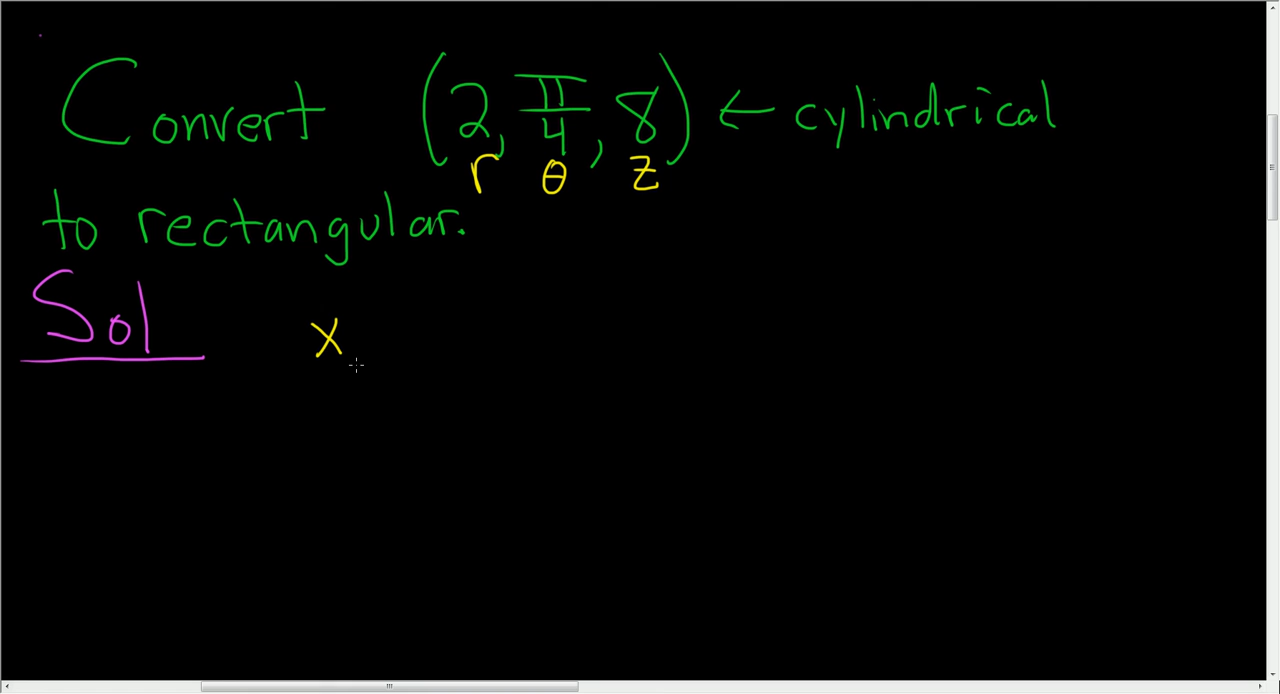 Convert (2, π/4, 8) ← cylindrical
r θ z
to rectangular.
Sol
x